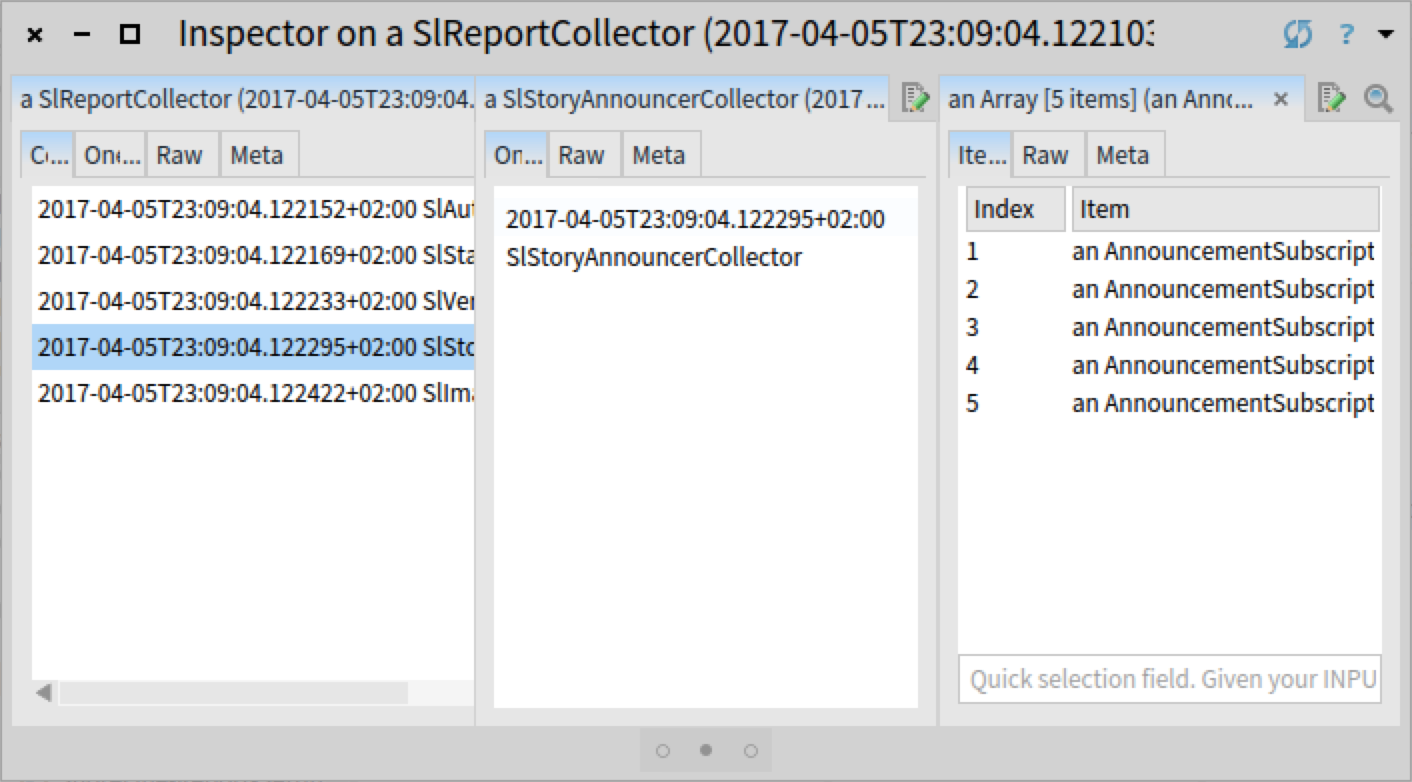 Inspector on a SlReportCollector (2017-04-05T23:09:04.122103
a SlReportCollector (2017-04-05T23:09:04.
C...
One...
Raw
Meta
2017-04-05T23:09:04.122152+02:00 SlAut
2017-04-05T23:09:04.122169+02:00 SlSta
2017-04-05T23:09:04.122233+02:00 SlVer
2017-04-05T23:09:04.122295+02:00 SlSto
2017-04-05T23:09:04.122422+02:00 SlIma
a SlStoryAnnouncerCollector (2017...
On...
Raw
Meta
2017-04-05T23:09:04.122295+02:00
SlStoryAnnouncerCollector
an Array [5 items] (an Anno...
Ite...
Raw
Meta
Index Item
1 an AnnouncementSubscript
2 an AnnouncementSubscript
3 an AnnouncementSubscript
4 an AnnouncementSubscript
5 an AnnouncementSubscript
Quick selection field. Given your INPU